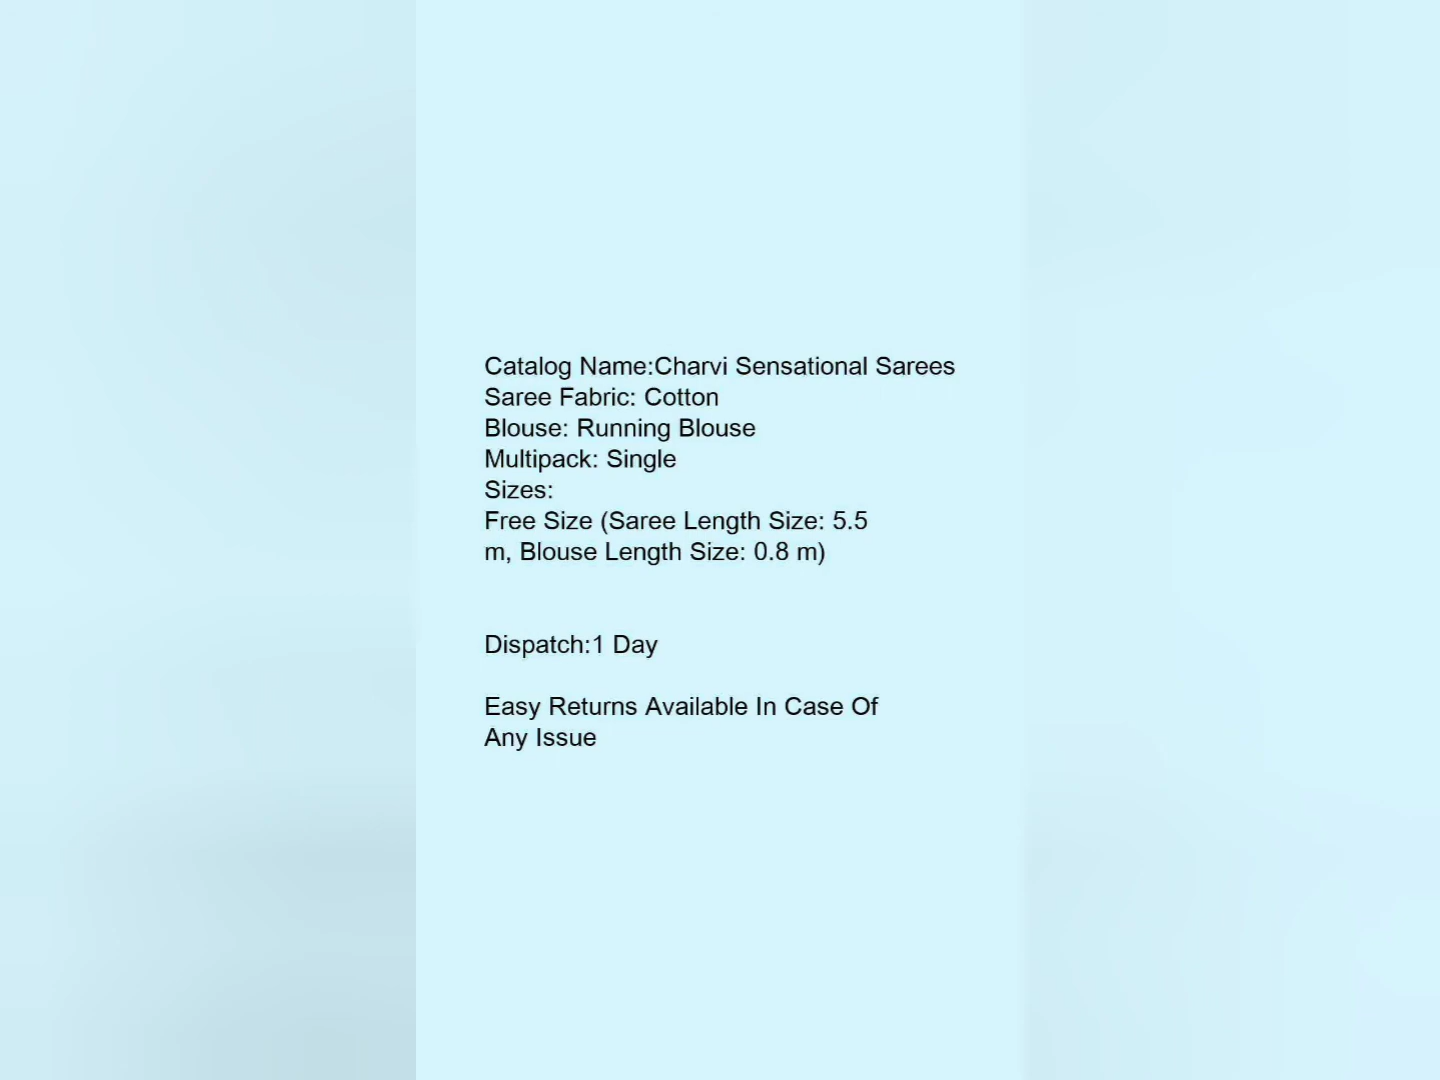 Catalog Name:Charvi Sensational Sarees
Saree Fabric: Cotton
Blouse: Running Blouse
Multipack: Single
Sizes:
Free Size (Saree Length Size: 5.5
m, Blouse Length Size: 0.8 m)
Dispatch:1 Day
Easy Returns Available In Case Of
Any Issue